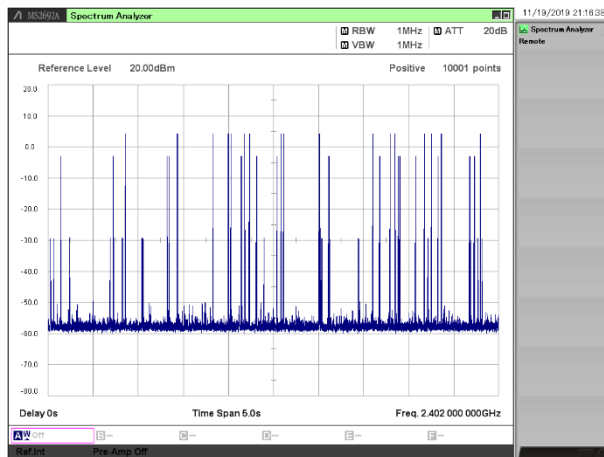 MS2692A Spectrum Analyzer
11/19/2019 21:16:38
RBW 1MHz ATT 20dB
VBW 1MHz
Spectrum Analyzer
Remote
Reference Level 20.00dBm Positive 10001 points
20.0
0.0
-10.0
-20.0
-30.0
-40.0
-50.0
-60.0
-70.0
-80.0
Delay 0s Time Span 5.0s Freq. 2.402 000 000GHz
A Off B- C- D- E- F-
Ref.Int Pre-Amp Off